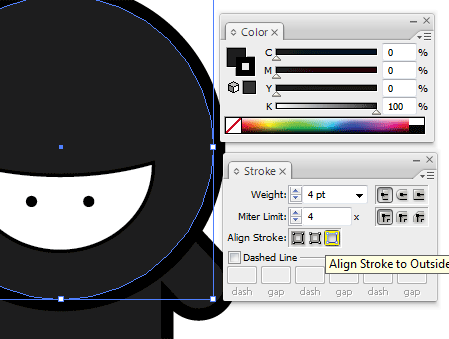 Color
C 0 %
M 0 %
Y 0 %
K 100 %
Stroke
Weight: 4 pt
Miter Limit: 4 x
Align Stroke:
Dashed Line
Align Stroke to Outside
dash gap dash gap dash gap